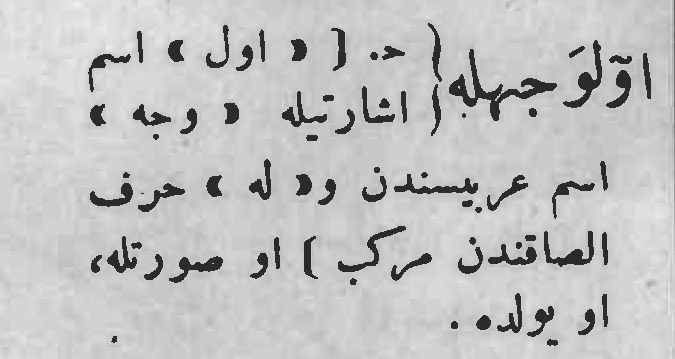 اوّلوَجهله ( ح. [ « اول » اسم
( اشارتيله « وجه »
اسم عربيسندن و« له » حرف
الصاقندن مركب ] او صورتله،
او يولده .